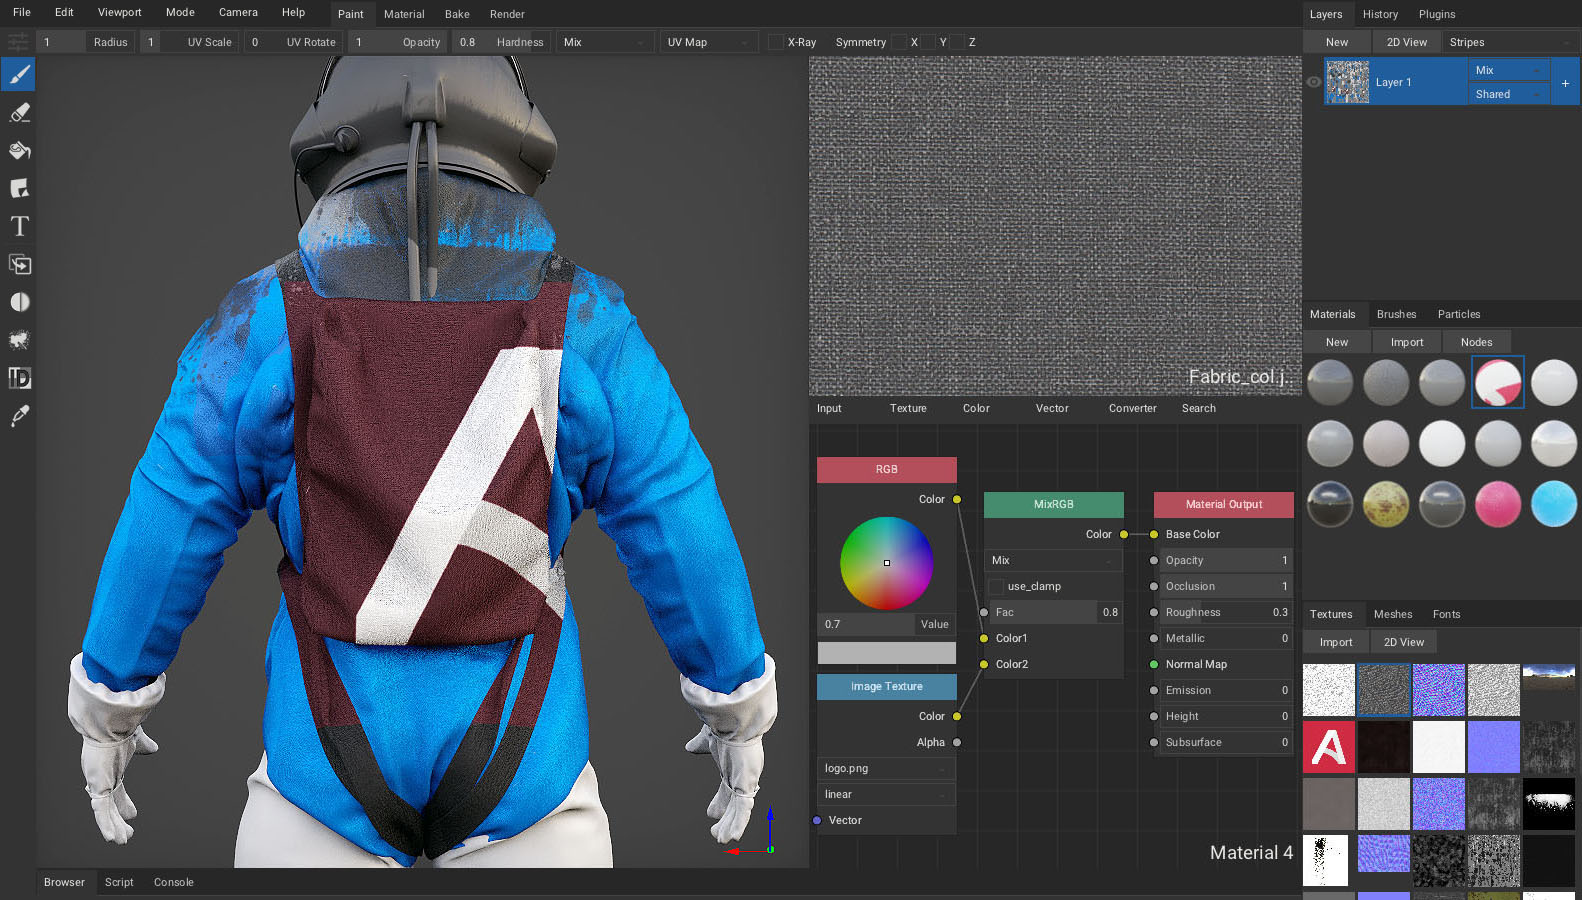 File Edit Viewport Mode Camera Help Paint Material Bake Render Layers History Plugins
1 Radius 1 UV Scale 0 UV Rotate 1 Opacity 0.8 Hardness Mix UV Map X-Ray Symmetry X Y Z New 2D View Stripes
Layer 1 Mix
Shared +
T
ID
A
Fabric_col.j..
Input Texture Color Vector Converter Search
RGB
Color
0.7 Value
Image Texture
Color
Alpha
logo.png
linear
Vector
MixRGB
Color
Mix
use_clamp
Fac 0.8
Color1
Color2
Material Output
Base Color
Opacity 1
Occlusion 1
Roughness 0.3
Metallic 0
Normal Map
Emission 0
Height 0
Subsurface 0
Material 4
Materials Brushes Particles
New Import Nodes
Textures Meshes Fonts
Import 2D View
A
Browser Script Console